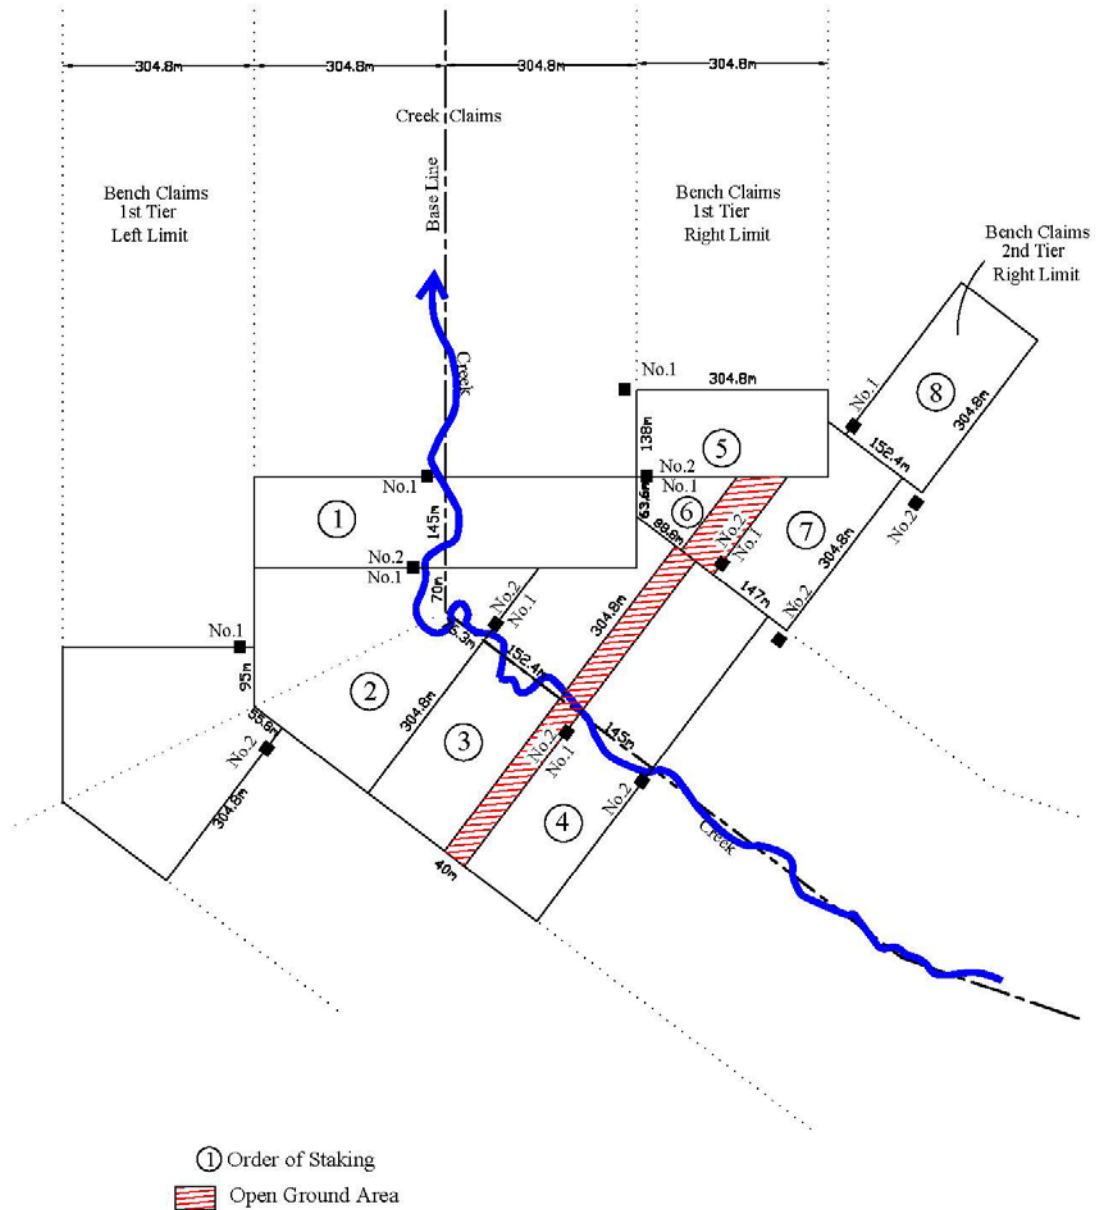 304.8m 304.8m 304.8m 304.8m
Creek Claims
Base Line
Bench Claims
1st Tier
Left Limit
Bench Claims
1st Tier
Right Limit
Bench Claims
2nd Tier
Right Limit
Creek
No.1
304.8m
138m
5
No.1
8
304.8m
152.4m
No.2
No.1
No.2
No.1
63.6m
6
88.6m
No.2
No.1
7
304.8m
147m
No.2
1
145m
No.2
No.1
70m
No.2
No.1
304.8m
No.1
95m
55.6m
No.2
304.8m
2
5.3m
152.4m
304.8m
3
No.2
No.1
145m
No.2
4
40m
Creek
1 Order of Staking
Open Ground Area